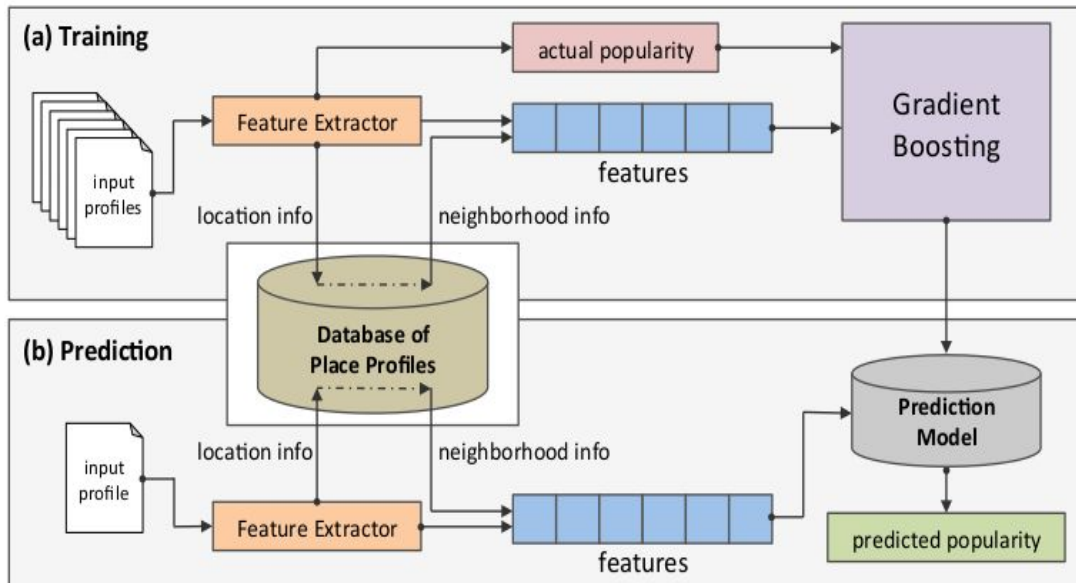 (a) Training
actual popularity
Feature Extractor
Gradient
Boosting
input
profiles
features
location info
neighborhood info
Database of
Place Profiles
(b) Prediction
Prediction
Model
location info
neighborhood info
input
profile
Feature Extractor
features
predicted popularity